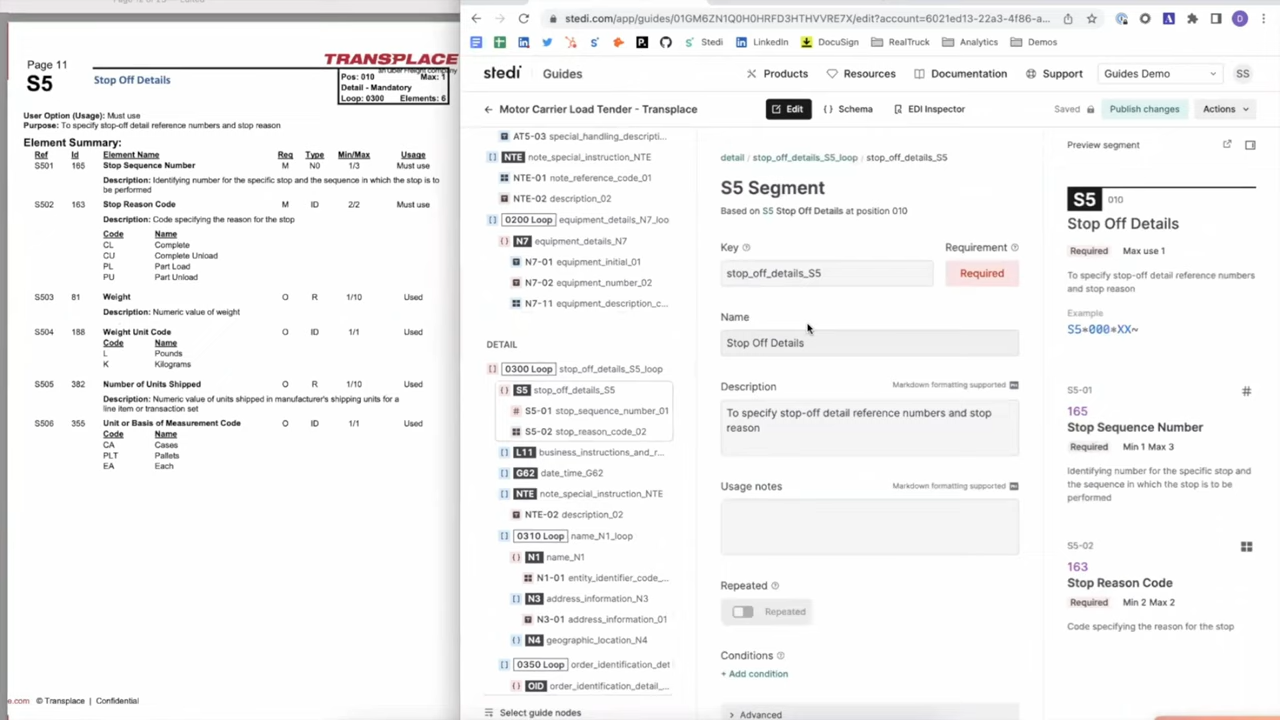 Page 11
S5
Stop Off Details
TRANSPLACE
an Uber Freight company
Pos: 010 Max: 1
Detail - Mandatory
Loop: 0300 Elements: 6
User Option (Usage): Must use
Purpose: To specify stop-off detail reference numbers and stop reason
Element Summary:
Ref Id Element Name Req Type Min/Max Usage
S501 165 Stop Sequence Number M N0 1/3 Must use
Description: Identifying number for the specific stop and the sequence in which the stop is to
be performed
S502 163 Stop Reason Code M ID 2/2 Must use
Description: Code specifying the reason for the stop
Code Name
CL Complete
CU Complete Unload
PL Part Load
PU Part Unload
S503 81 Weight O R 1/10 Used
Description: Numeric value of weight
S504 188 Weight Unit Code O ID 1/1 Used
Code Name
L Pounds
K Kilograms
S505 382 Number of Units Shipped O R 1/10 Used
Description: Numeric value of units shipped in manufacturer's shipping units for a
line item or transaction set
S506 355 Unit or Basis of Measurement Code O ID 1/1 Used
Code Name
CA Cases
PLT Pallets
EA Each
e.com © Transplace | Confidential
stedi.com/app/guides/01GM6ZN1Q0H0HRFD3HTHVVRE7X/edit?account=6021ed13-22a3-4f86-a...
D
Stedi LinkedIn DocuSign RealTruck Analytics Demos
stedi Guides Products Resources Documentation Support Guides Demo SS
Motor Carrier Load Tender - Transplace Edit Schema EDI Inspector Saved Publish changes Actions
AT5-03 special_handling_descripti...
NTE note_special_instruction_NTE
NTE-01 note_reference_code_01
NTE-02 description_02
0200 Loop equipment_details_N7_loo
N7 equipment_details_N7
N7-01 equipment_initial_01
N7-02 equipment_number_02
N7-11 equipment_description_c...
DETAIL
0300 Loop stop_off_details_S5_loop
S5 stop_off_details_S5
S5-01 stop_sequence_number_01
S5-02 stop_reason_code_02
L11 business_instructions_and_r...
G62 date_time_G62
NTE note_special_instruction_NTE
NTE-02 description_02
0310 Loop name_N1_loop
N1 name_N1
N1-01 entity_identifier_code_...
N3 address_information_N3
N3-01 address_information_01
N4 geographic_location_N4
0350 Loop order_identification_det
OID order_identification_detail_...
Select guide nodes
detail / stop_off_details_S5_loop / stop_off_details_S5
S5 Segment
Based on S5 Stop Off Details at position 010
Key Requirement
stop_off_details_S5 Required
Name
Stop Off Details
Description Markdown formatting supported
To specify stop-off detail reference numbers and stop
reason
Usage notes Markdown formatting supported
Repeated
Repeated
Conditions
+ Add condition
Advanced
Preview segment
S5 010
Stop Off Details
Required Max use 1
To specify stop-off detail reference numbers
and stop reason
Example
S5*000*XX~
S5-01
165
Stop Sequence Number
Required Min 1 Max 3
Identifying number for the specific stop and
the sequence in which the stop is to be
performed
S5-02
163
Stop Reason Code
Required Min 2 Max 2
Code specifying the reason for the stop